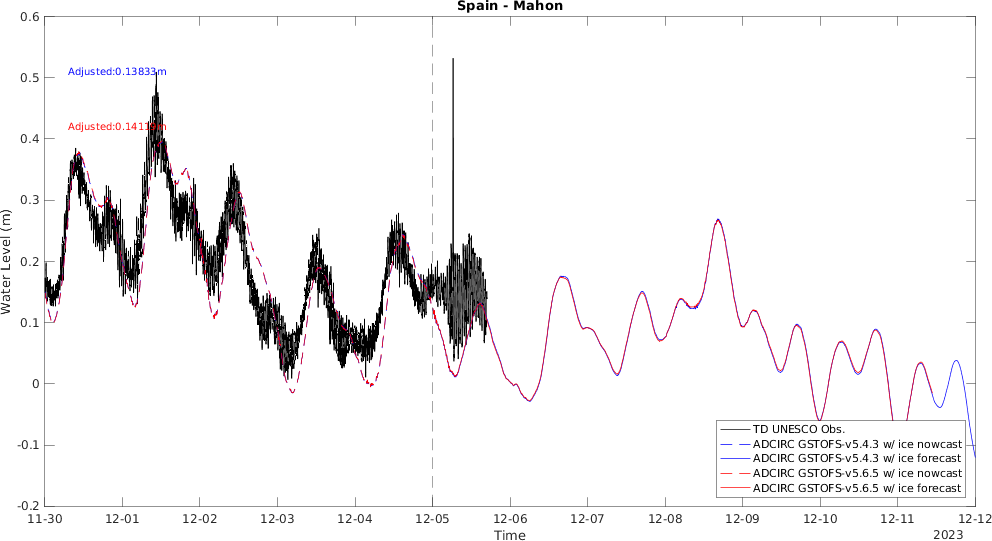 Spain - Mahon
0.6
0.5
0.4
0.3
0.2
0.1
0
-0.1
-0.2
Water Level (m)
Adjusted:0.13833m
TD UNESCO Obs.
ADCIRC GSTOFS-v5.4.3 w/ ice nowcast
ADCIRC GSTOFS-v5.4.3 w/ ice forecast
ADCIRC GSTOFS-v5.6.5 w/ ice nowcast
ADCIRC GSTOFS-v5.6.5 w/ ice forecast
11-30 12-01 12-02 12-03 12-04 12-05 12-06 12-07 12-08 12-09 12-10 12-11 12-12
Time
2023